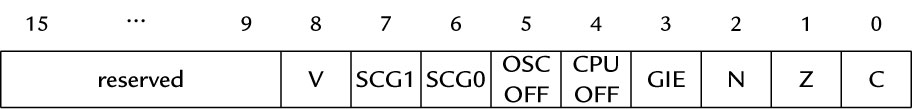 15 ... 9 8 7 6 5 4 3 2 1 0
reserved V SCG1 SCG0 OSC OFF CPU OFF GIE N Z C